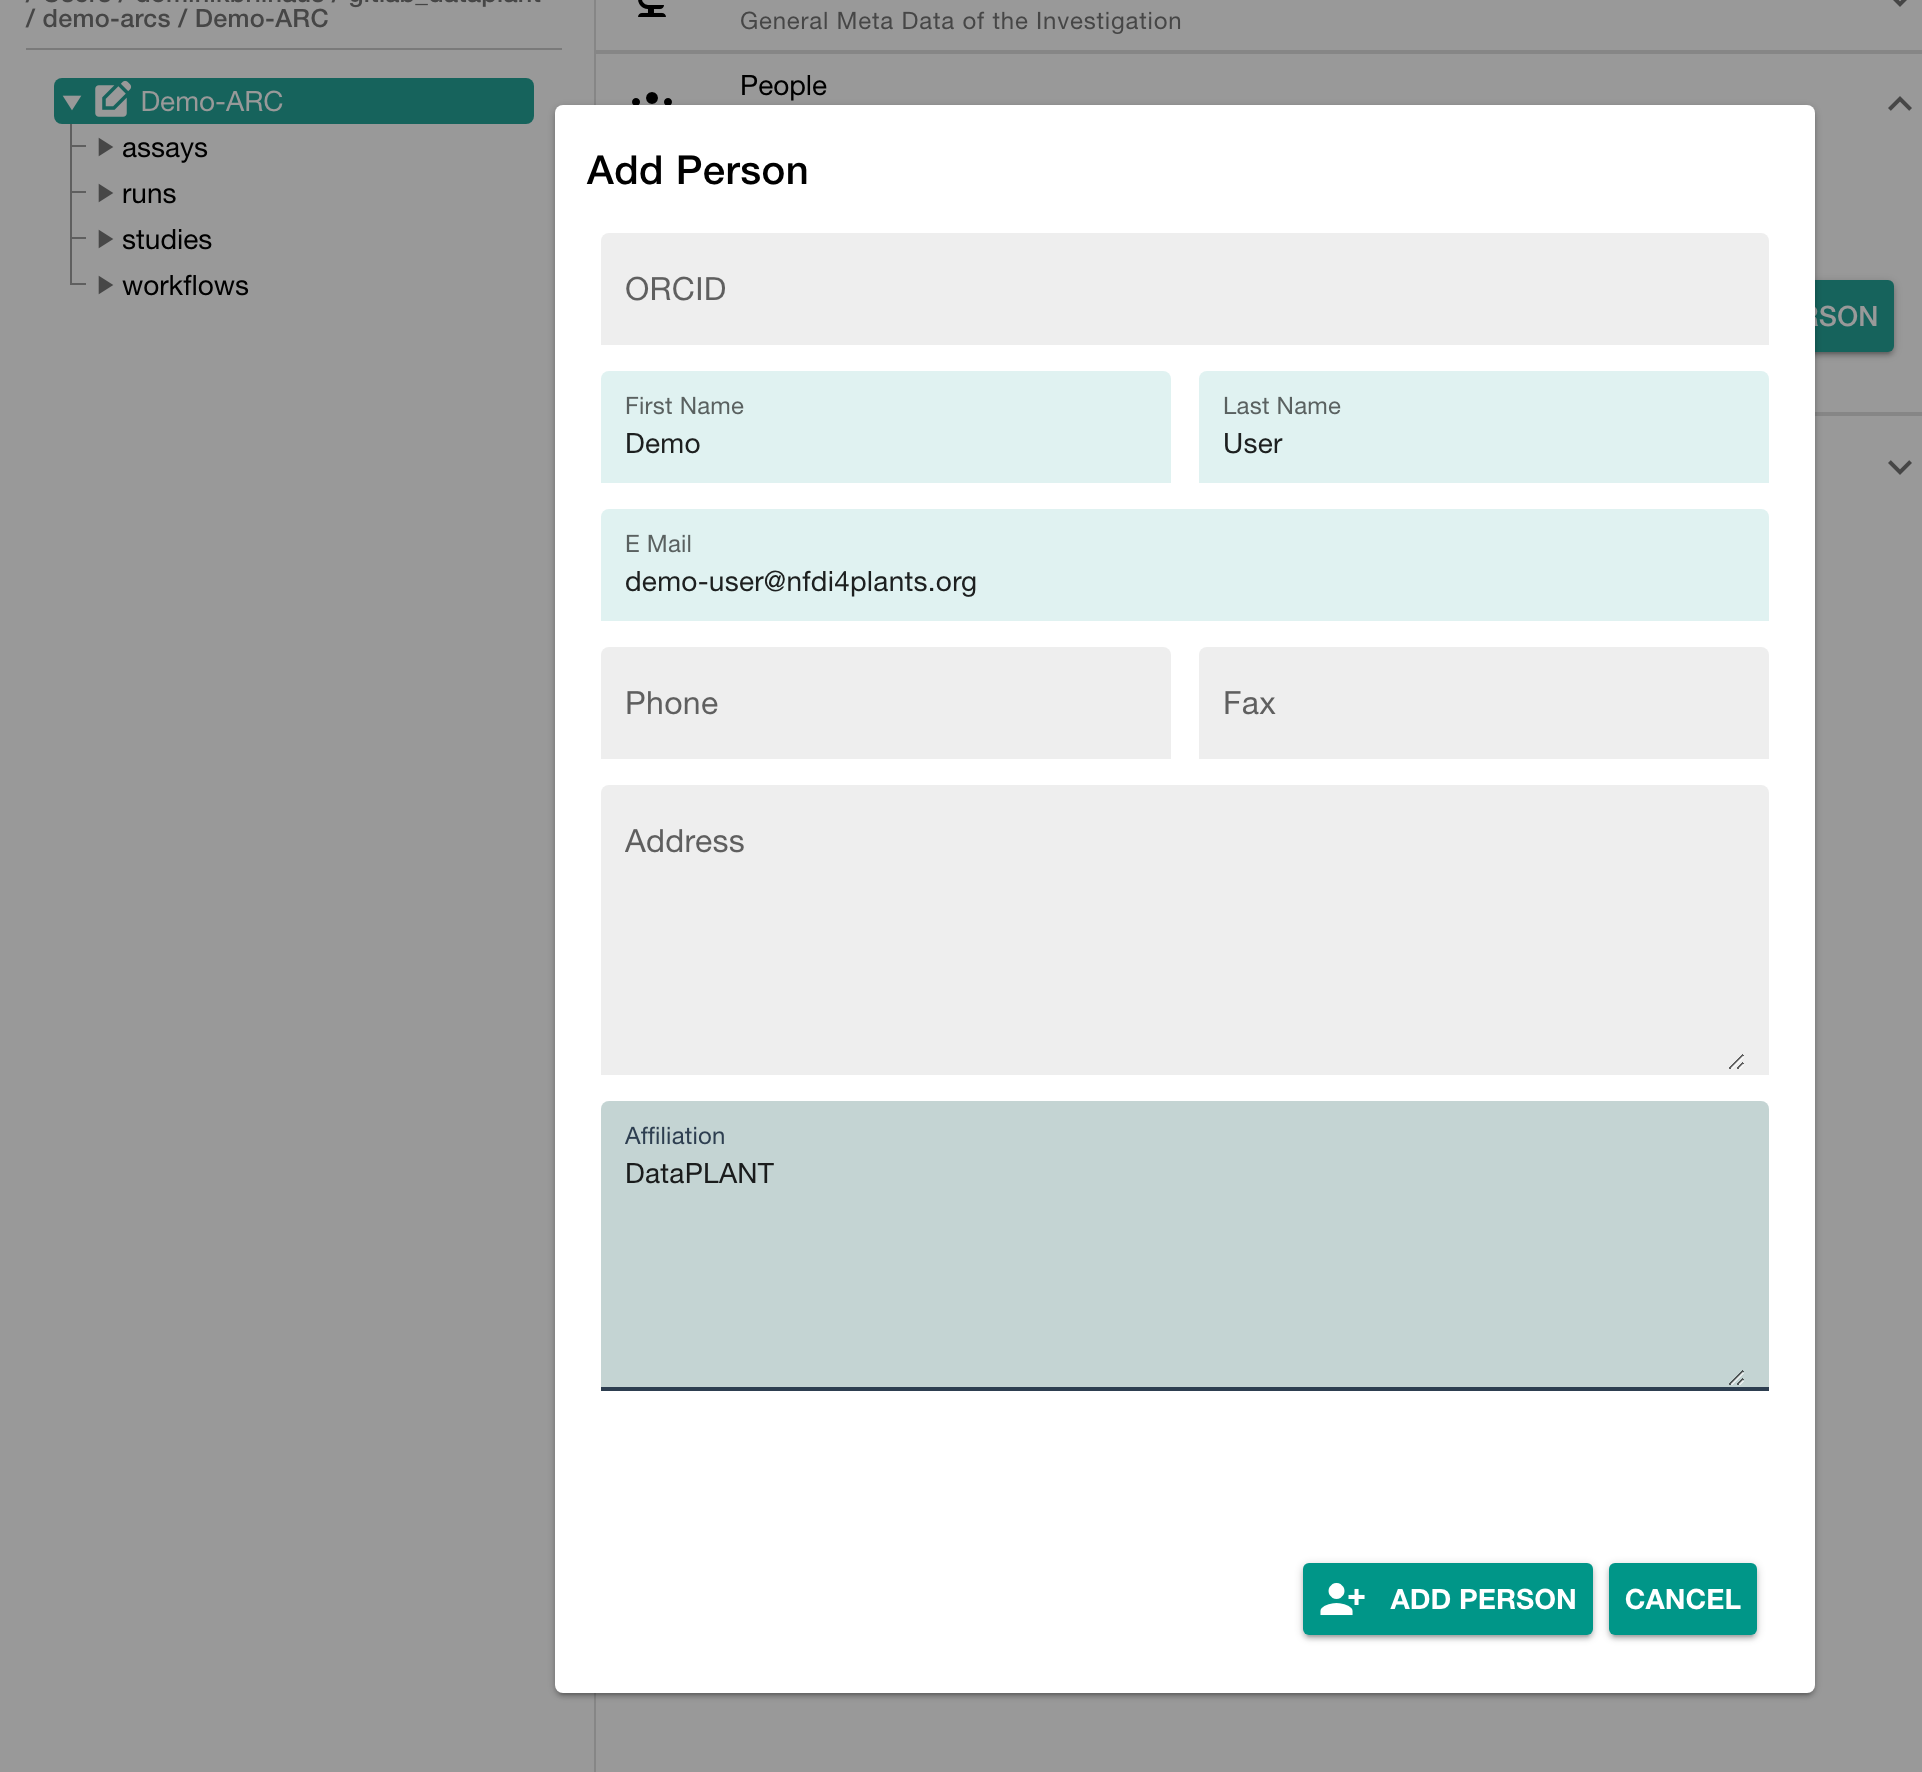 / demo-arcs / Demo-ARC
Demo-ARC
assays
runs
studies
workflows
General Meta Data of the Investigation
People
RSON
Add Person
ORCID
First Name
Demo
Last Name
User
E Mail
demo-user@nfdi4plants.org
Phone
Fax
Address
Affiliation
DataPLANT
ADD PERSON
CANCEL